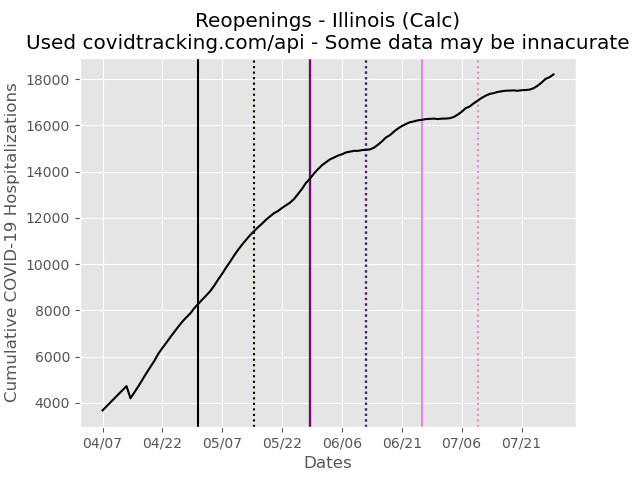 Reopenings - Illinois (Calc)
Used covidtracking.com/api - Some data may be innacurate
Cumulative COVID-19 Hospitalizations
18000
16000
14000
12000
10000
8000
6000
4000
04/07 04/22 05/07 05/22 06/06 06/21 07/06 07/21
Dates